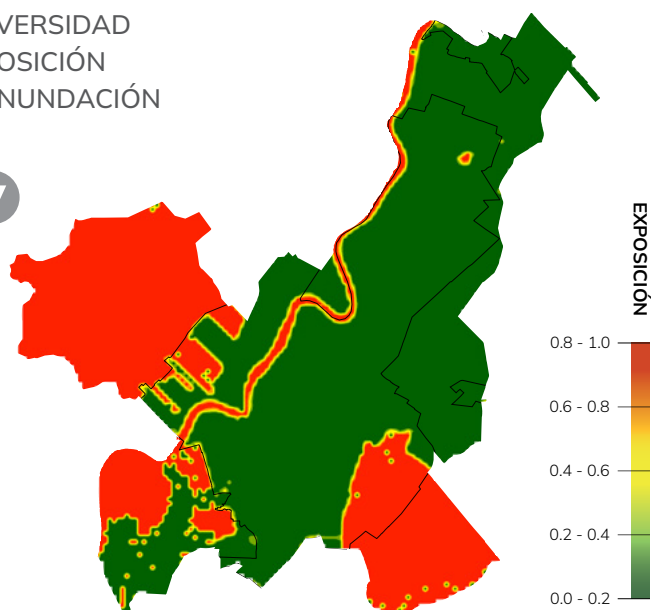 VERSIDAD
OSICIÓN
NUNDACIÓN
EXPOSICIÓN
0.8 - 1.0
0.6 - 0.8
0.4 - 0.6
0.2 - 0.4
0.0 - 0.2